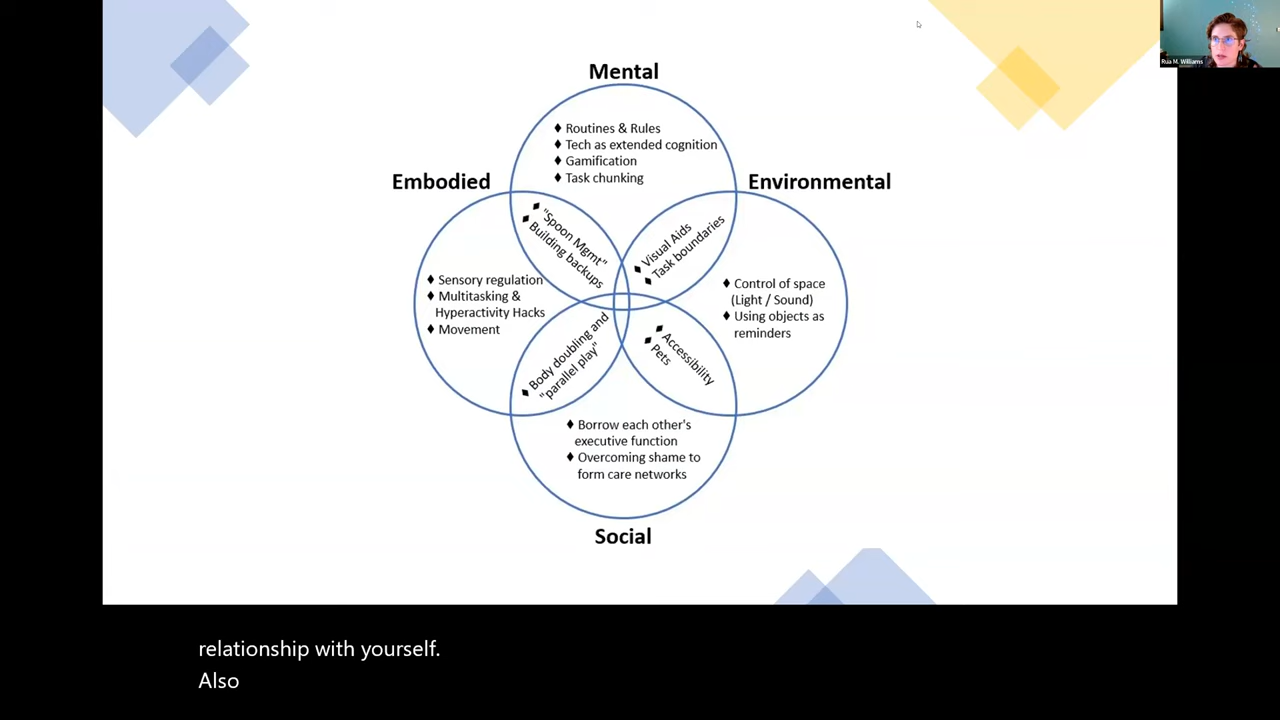 Rua M. Williams
Mental
♦ Routines & Rules
♦ Tech as extended cognition
♦ Gamification
♦ Task chunking
Embodied
Environmental
♦ "Spoon Mgmt"
♦ Building backups
♦ Visual Aids
♦ Task boundaries
♦ Sensory regulation
♦ Multitasking &
Hyperactivity Hacks
♦ Movement
♦ Control of space
(Light / Sound)
♦ Using objects as
reminders
♦ Body doubling and
"parallel play"
♦ Accessibility
♦ Pets
♦ Borrow each other's
executive function
♦ Overcoming shame to
form care networks
Social
relationship with yourself.
Also